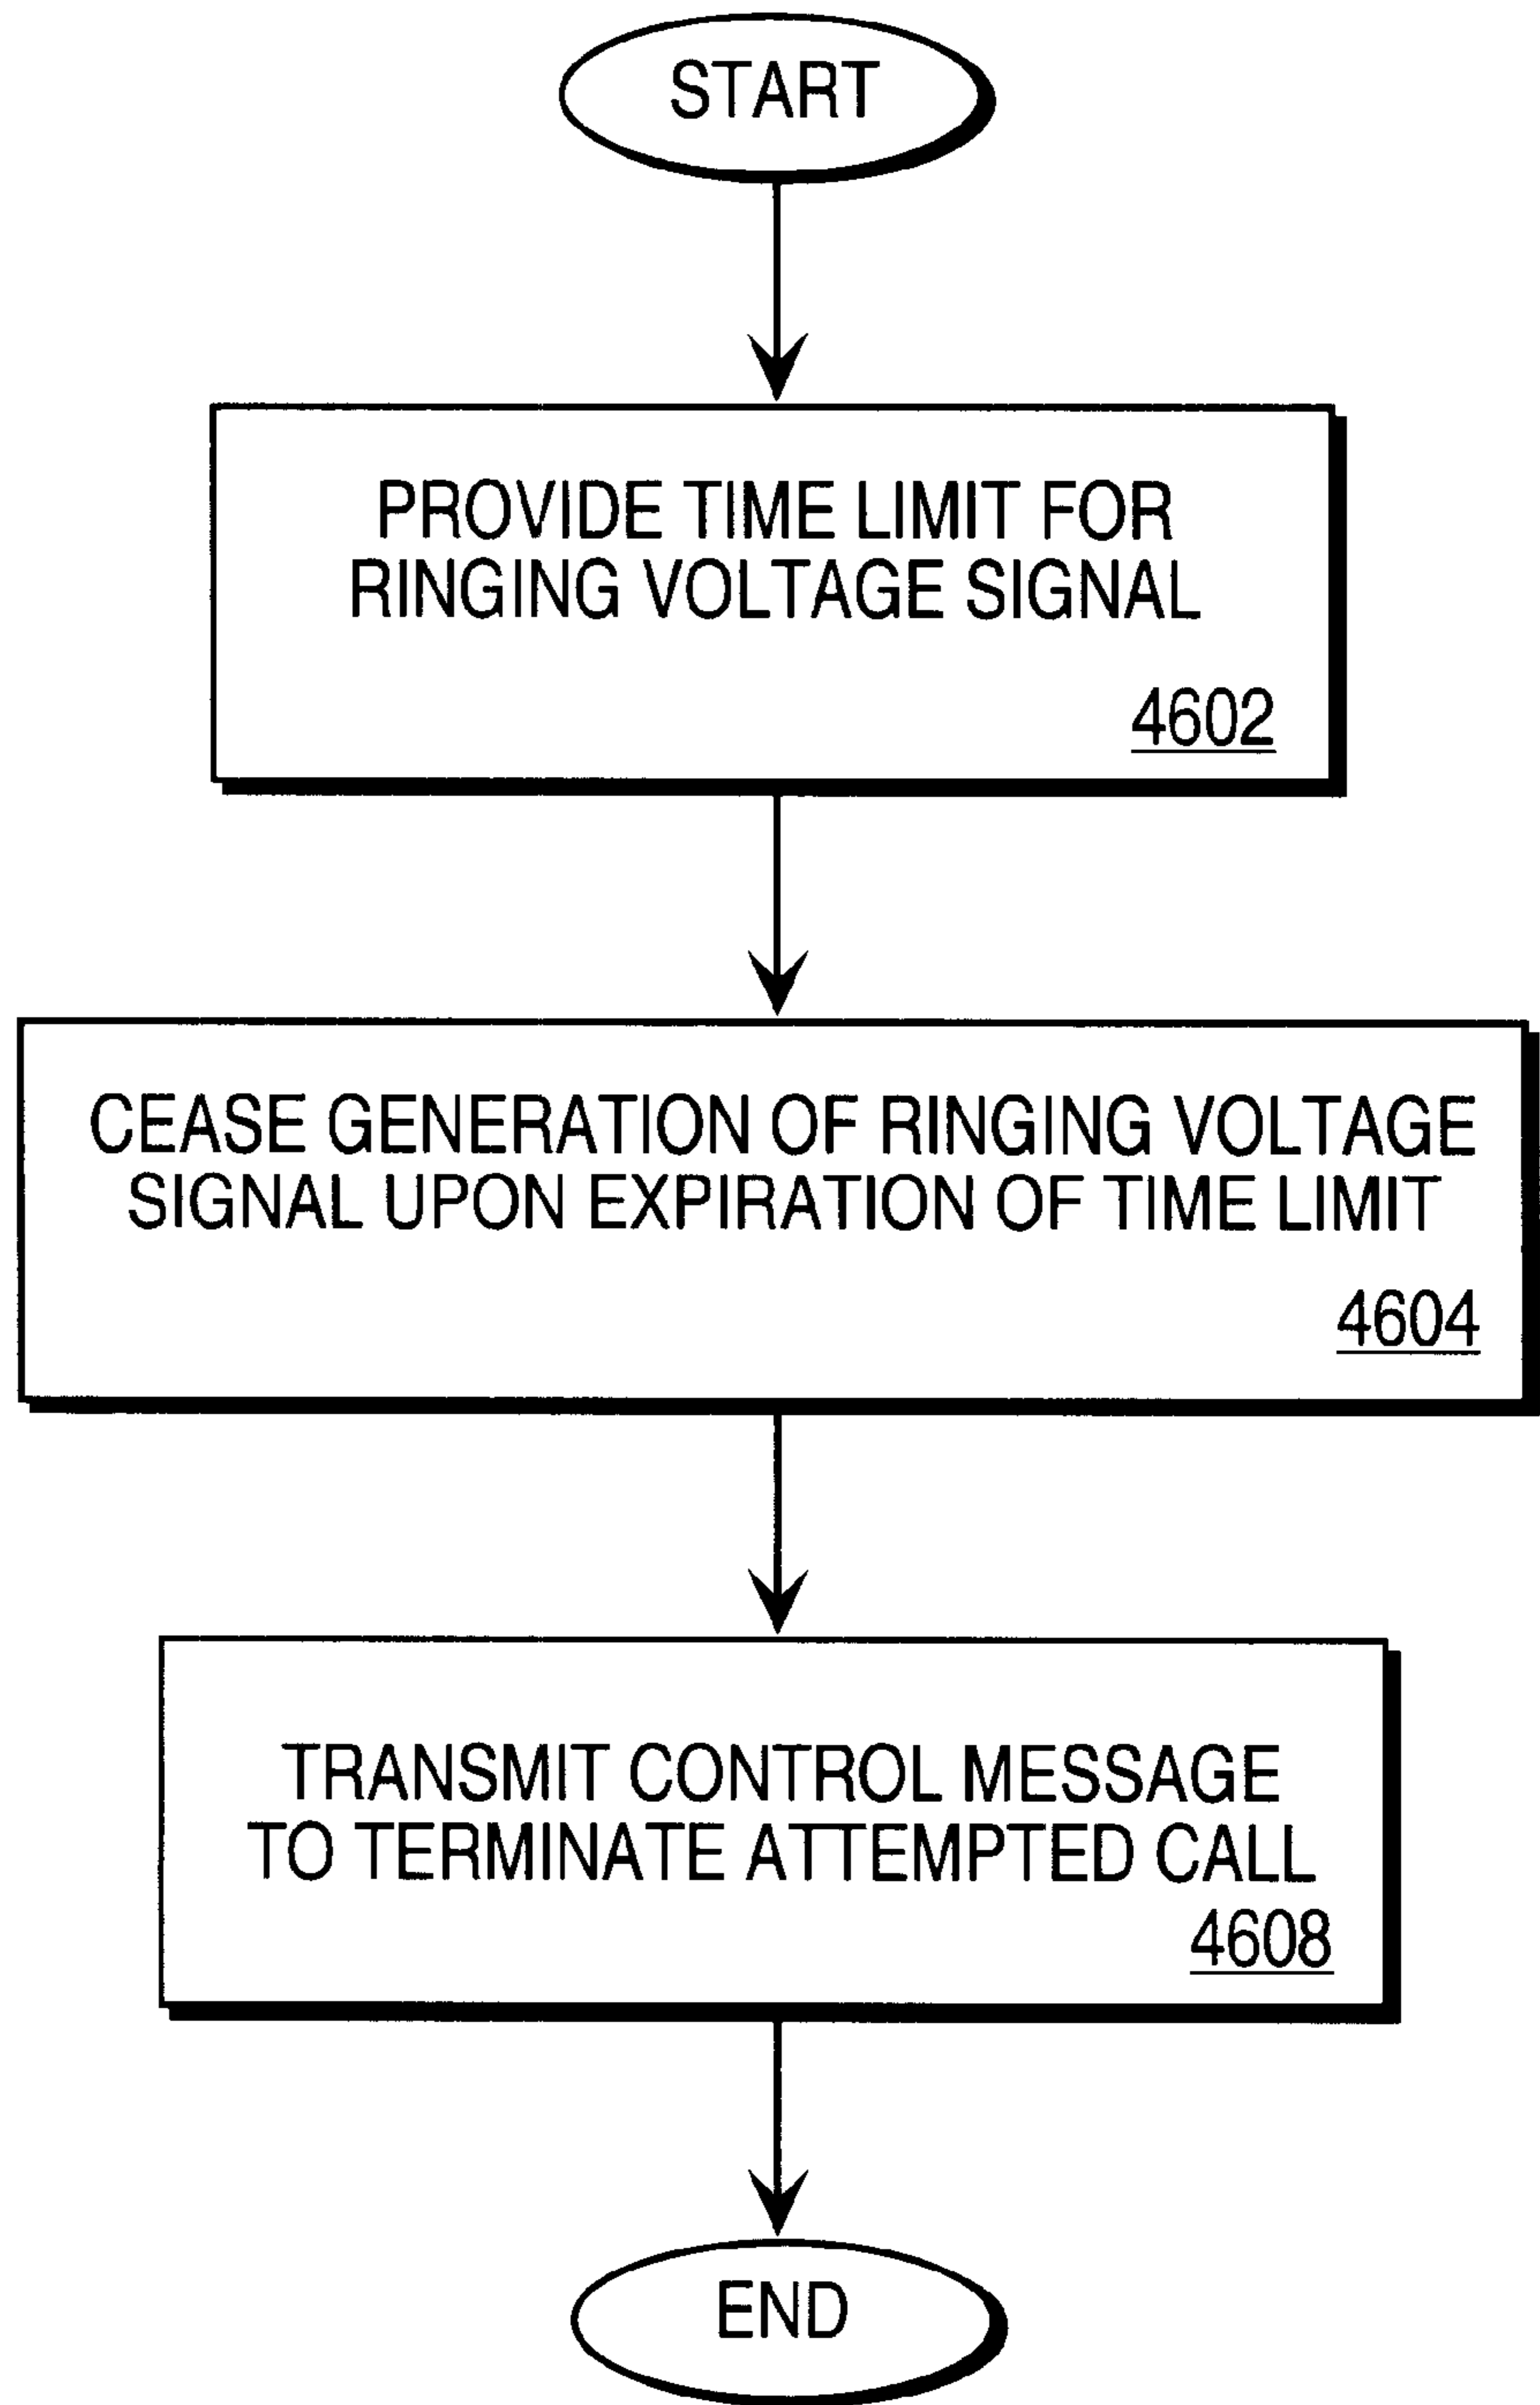 START
PROVIDE TIME LIMIT FOR
RINGING VOLTAGE SIGNAL
4602
CEASE GENERATION OF RINGING VOLTAGE
SIGNAL UPON EXPIRATION OF TIME LIMIT
4604
TRANSMIT CONTROL MESSAGE
TO TERMINATE ATTEMPTED CALL
4608
END